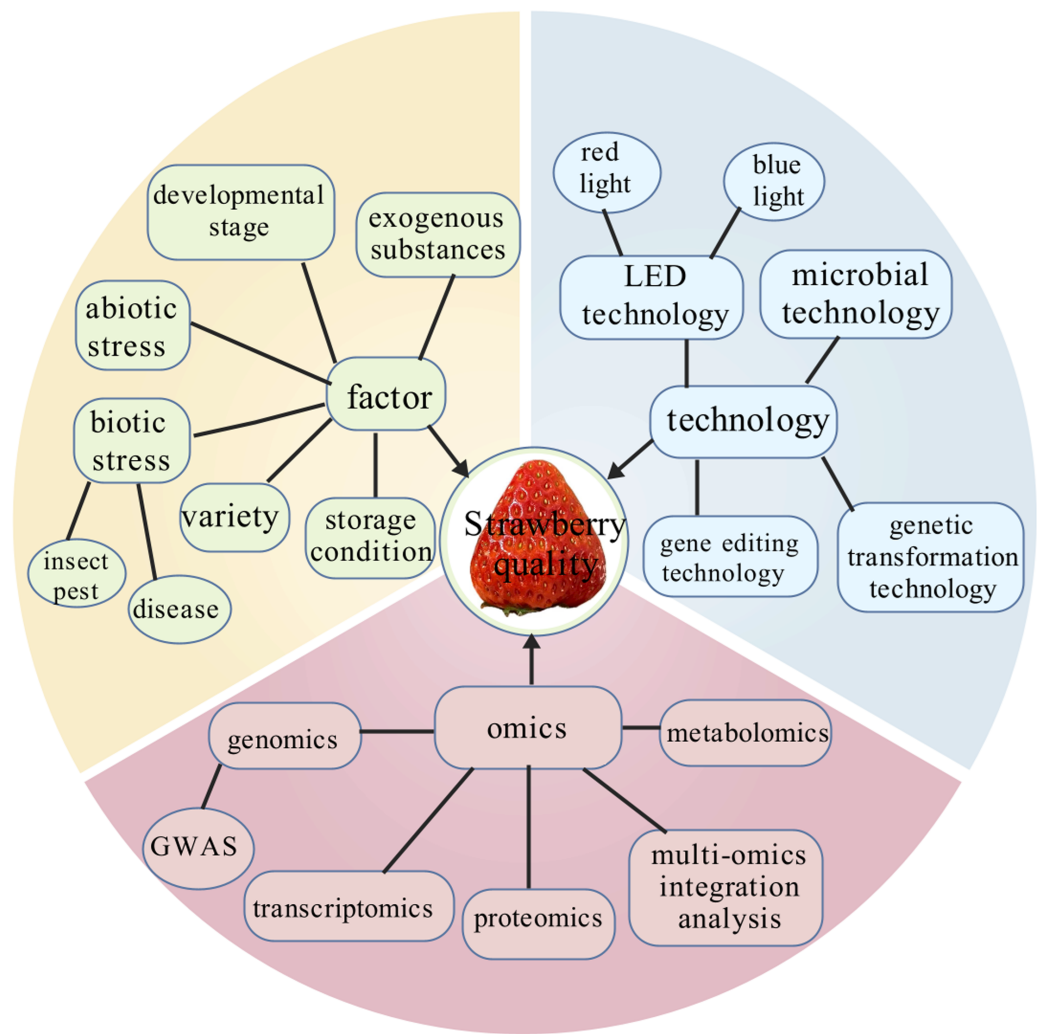 developmental
stage
exogenous
substances
abiotic
stress
factor
biotic
stress
variety
storage
condition
insect
pest
disease
red
light
blue
light
LED
technology
microbial
technology
technology
gene editing
technology
genetic
transformation
technology
Strawberry
quality
omics
genomics
metabolomics
GWAS
transcriptomics
proteomics
multi-omics
integration
analysis